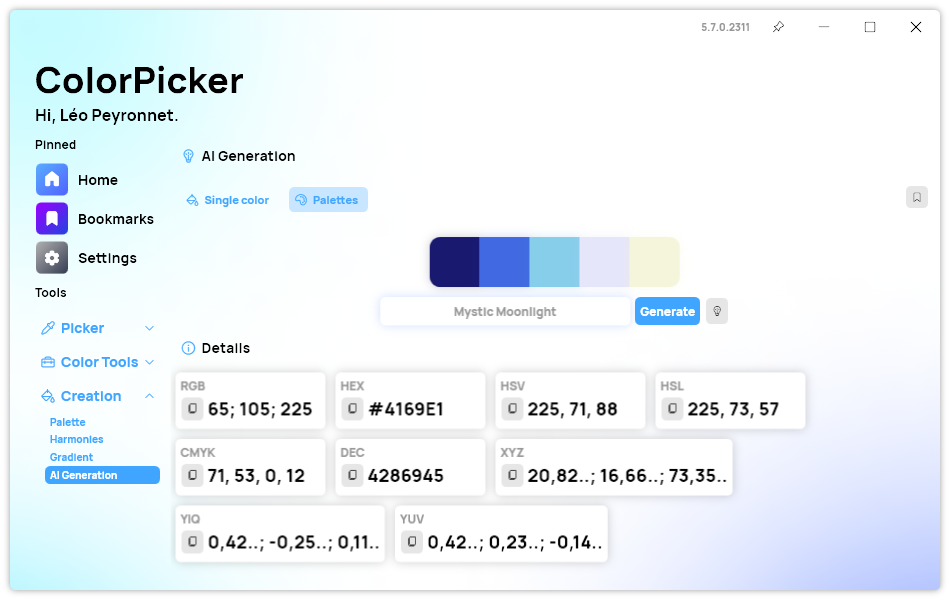 5.7.0.2311
ColorPicker
Hi, Léo Peyronnet.
Pinned
Home
Bookmarks
Settings
Tools
Picker
Color Tools
Creation
Palette
Harmonies
Gradient
AI Generation
AI Generation
Single color Palettes
Mystic Moonlight Generate
Details
RGB HEX HSV HSL
65; 105; 225 #4169E1 225, 71, 88 225, 73, 57
CMYK DEC XYZ
71, 53, 0, 12 4286945 20,82..; 16,66..; 73,35..
YIQ YUV
0,42..; -0,25..; 0,11.. 0,42..; 0,23..; -0,14..